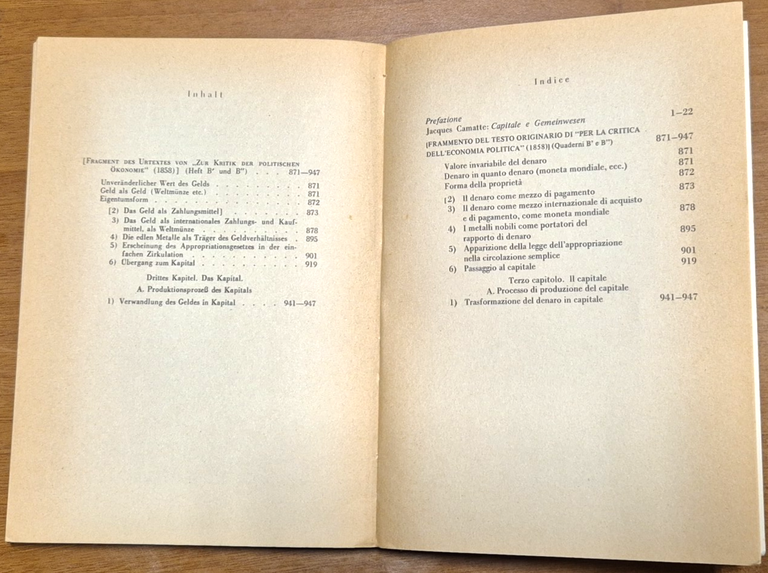 Inhalt
[Fragment des Urtextes von „Zur Kritik der politischen
Ökonomie” (1858)] (Heft B′ und B″) . . . 871—947
Unveränderlicher Wert des Gelds . . . . . . . . . 871
Geld als Geld (Weltmünze etc.) . . . . . . . . . 871
Eigentumsform . . . . . . . . . . . . . . 872
[2) Das Geld als Zahlungsmittel] . . . . . . . . 873
3) Das Geld als internationales Zahlungs- und Kauf-
mittel, als Weltmünze . . . . . . . . . . . 878
4) Die edlen Metalle als Träger des Geldverhältnisses . 895
5) Erscheinung des Appropriationsgesetzes in der ein-
fachen Zirkulation . . . . . . . . . . . . 901
6) Übergang zum Kapital . . . . . . . . . . . 919
Drittes Kapitel. Das Kapital.
A. Produktionsprozeß des Kapitals
1) Verwandlung des Geldes in Kapital . . . . 941—947
Indice
Prefazione
Jacques Camatte: Capitale e Gemeinwesen 1–22
[FRAMMENTO DEL TESTO ORIGINARIO DI "PER LA CRITICA
DELL'ECONOMIA POLITICA" (1858)] (Quaderni B' e B") 871–947
Valore invariabile del denaro 871
Denaro in quanto denaro (moneta mondiale, ecc.) 871
Forma della proprietà 872
[2) Il denaro come mezzo di pagamento 873
3) Il denaro come mezzo internazionale di acquisto
e di pagamento, come moneta mondiale 878
4) I metalli nobili come portatori del
rapporto di denaro 895
5) Apparizione della legge dell'appropriazione
nella circolazione semplice 901
6) Passaggio al capitale 919
Terzo capitolo. Il capitale
A. Processo di produzione del capitale
1) Trasformazione del denaro in capitale 941–947